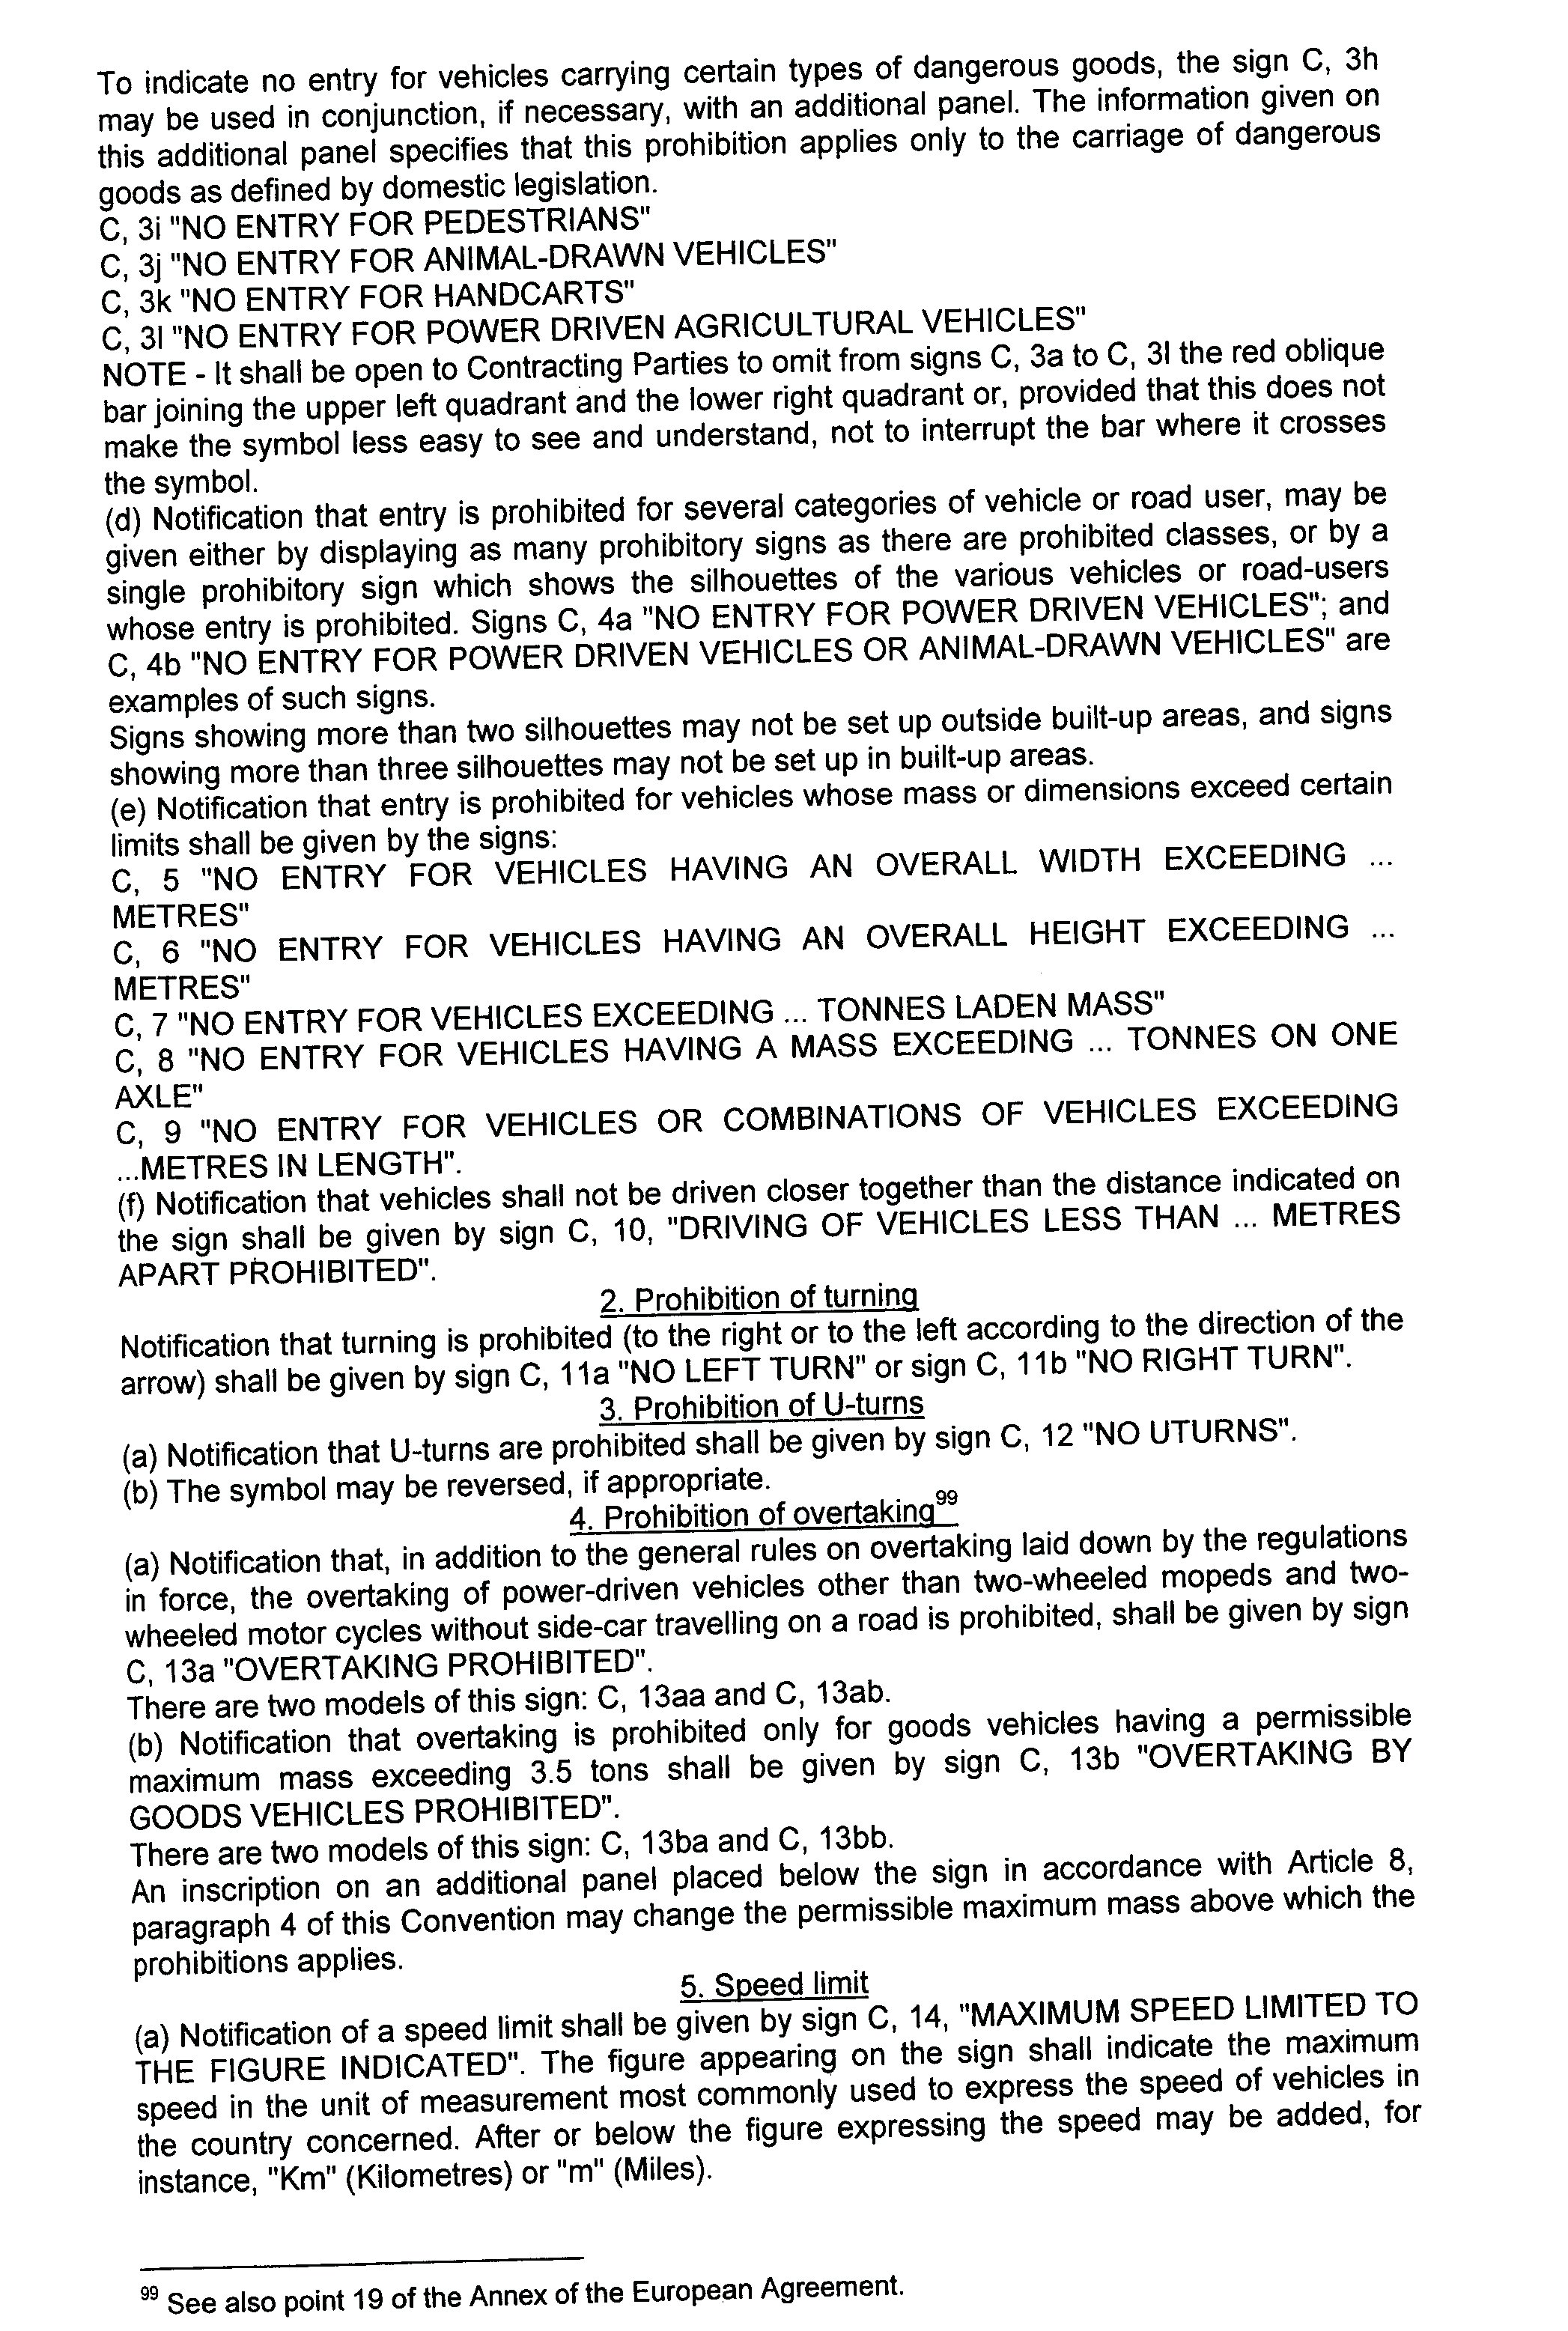 To indicate no entry for vehicles carrying certain types of dangerous goods, the sign C, 3h
may be used in conjunction, if necessary, with an additional panel. The information given on
this additional panel specifies that this prohibition applies only to the carriage of dangerous
goods as defined by domestic legislation.
C, 3i "NO ENTRY FOR PEDESTRIANS"
C, 3j "NO ENTRY FOR ANIMAL-DRAWN VEHICLES"
C, 3k "NO ENTRY FOR HANDCARTS"
C, 3l "NO ENTRY FOR POWER DRIVEN AGRICULTURAL VEHICLES"
NOTE - It shall be open to Contracting Parties to omit from signs C, 3a to C, 3l the red oblique
bar joining the upper left quadrant and the lower right quadrant or, provided that this does not
make the symbol less easy to see and understand, not to interrupt the bar where it crosses
the symbol.
(d) Notification that entry is prohibited for several categories of vehicle or road user, may be
given either by displaying as many prohibitory signs as there are prohibited classes, or by a
single prohibitory sign which shows the silhouettes of the various vehicles or road-users
whose entry is prohibited. Signs C, 4a "NO ENTRY FOR POWER DRIVEN VEHICLES"; and
C, 4b "NO ENTRY FOR POWER DRIVEN VEHICLES OR ANIMAL-DRAWN VEHICLES" are
examples of such signs.
Signs showing more than two silhouettes may not be set up outside built-up areas, and signs
showing more than three silhouettes may not be set up in built-up areas.
(e) Notification that entry is prohibited for vehicles whose mass or dimensions exceed certain
limits shall be given by the signs:
C, 5 "NO ENTRY FOR VEHICLES HAVING AN OVERALL WIDTH EXCEEDING ...
METRES"
C, 6 "NO ENTRY FOR VEHICLES HAVING AN OVERALL HEIGHT EXCEEDING ...
METRES"
C, 7 "NO ENTRY FOR VEHICLES EXCEEDING ... TONNES LADEN MASS"
C, 8 "NO ENTRY FOR VEHICLES HAVING A MASS EXCEEDING ... TONNES ON ONE
AXLE"
C, 9 "NO ENTRY FOR VEHICLES OR COMBINATIONS OF VEHICLES EXCEEDING
...METRES IN LENGTH".
(f) Notification that vehicles shall not be driven closer together than the distance indicated on
the sign shall be given by sign C, 10, "DRIVING OF VEHICLES LESS THAN ... METRES
APART PROHIBITED".
2. Prohibition of turning
Notification that turning is prohibited (to the right or to the left according to the direction of the
arrow) shall be given by sign C, 11a "NO LEFT TURN" or sign C, 11b "NO RIGHT TURN".
3. Prohibition of U-turns
(a) Notification that U-turns are prohibited shall be given by sign C, 12 "NO UTURNS".
(b) The symbol may be reversed, if appropriate.
4. Prohibition of overtaking99
(a) Notification that, in addition to the general rules on overtaking laid down by the regulations
in force, the overtaking of power-driven vehicles other than two-wheeled mopeds and two-
wheeled motor cycles without side-car travelling on a road is prohibited, shall be given by sign
C, 13a "OVERTAKING PROHIBITED".
There are two models of this sign: C, 13aa and C, 13ab.
(b) Notification that overtaking is prohibited only for goods vehicles having a permissible
maximum mass exceeding 3.5 tons shall be given by sign C, 13b "OVERTAKING BY
GOODS VEHICLES PROHIBITED".
There are two models of this sign: C, 13ba and C, 13bb.
An inscription on an additional panel placed below the sign in accordance with Article 8,
paragraph 4 of this Convention may change the permissible maximum mass above which the
prohibitions applies.
5. Speed limit
(a) Notification of a speed limit shall be given by sign C, 14, "MAXIMUM SPEED LIMITED TO
THE FIGURE INDICATED". The figure appearing on the sign shall indicate the maximum
speed in the unit of measurement most commonly used to express the speed of vehicles in
the country concerned. After or below the figure expressing the speed may be added, for
instance, "Km" (Kilometres) or "m" (Miles).
99 See also point 19 of the Annex of the European Agreement.